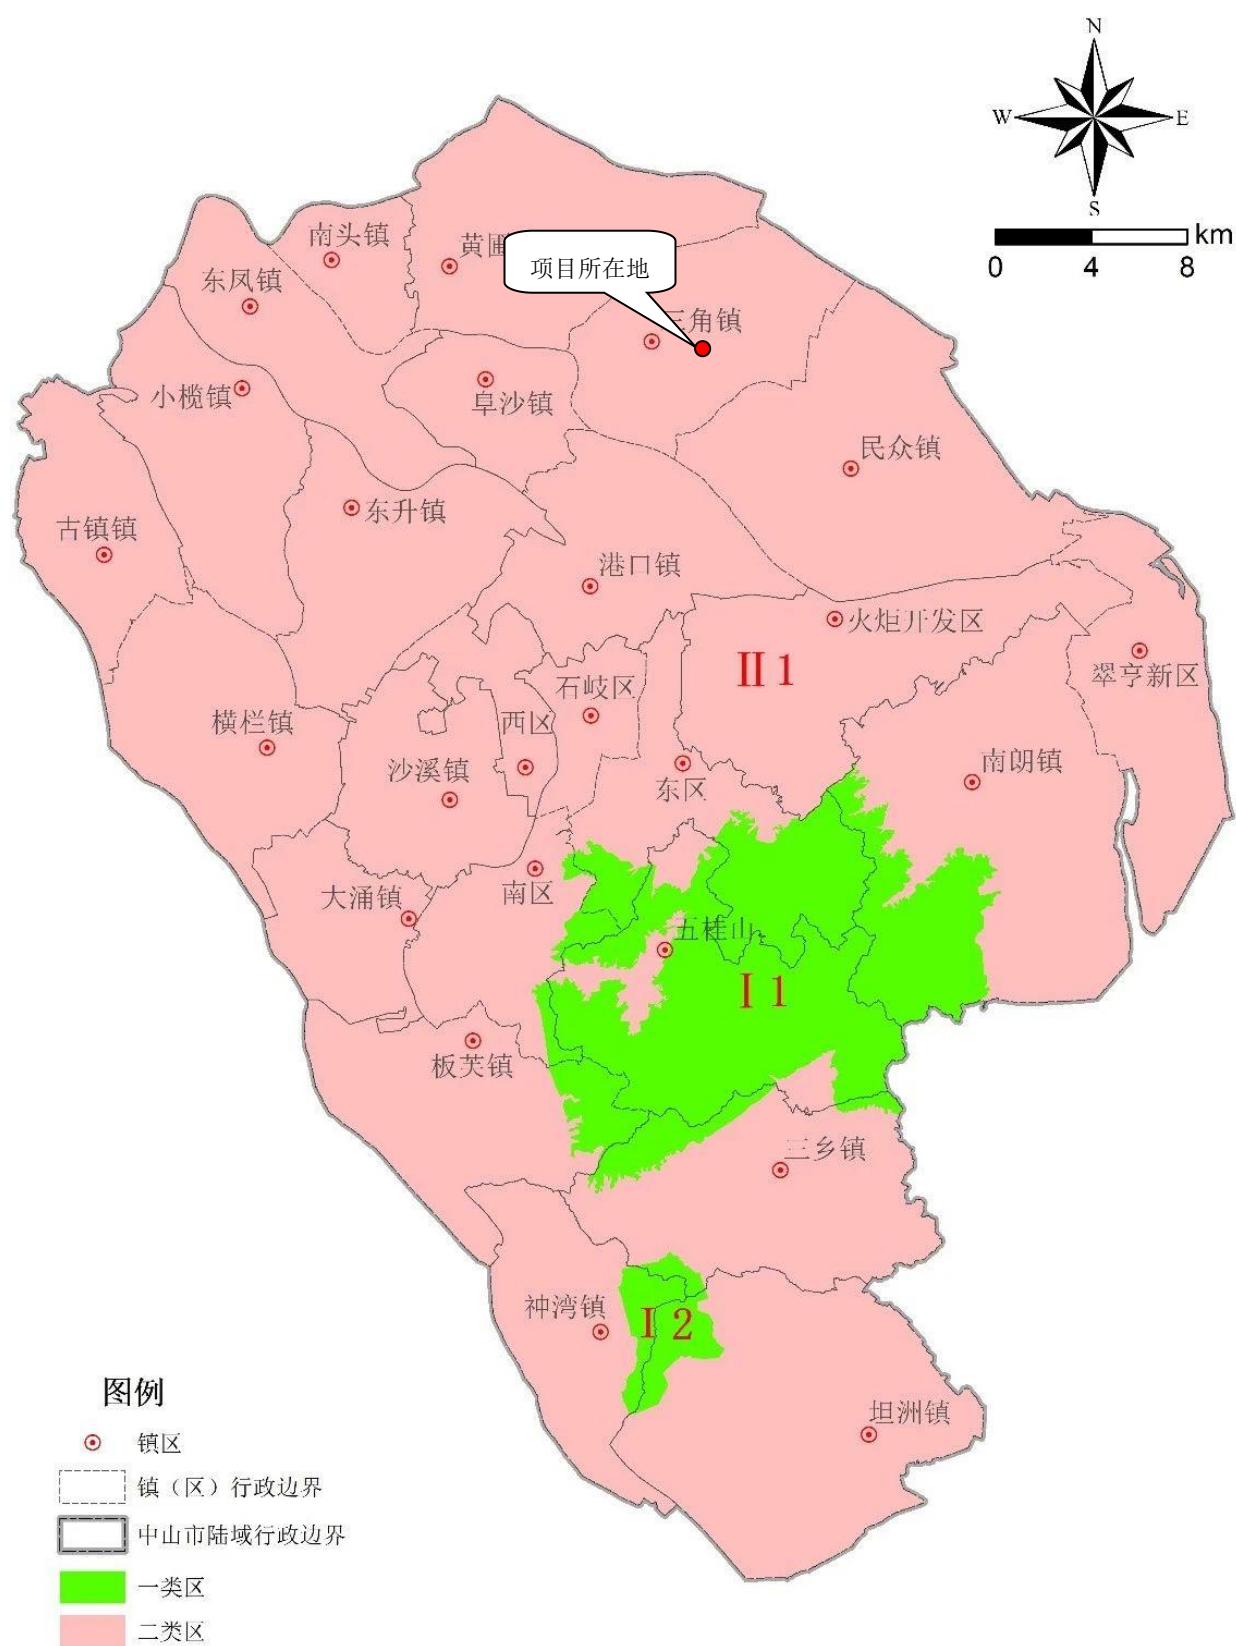 N
W
E
S
km
0
4
8
南头镇
黄圃
东凤镇
项目所在地
三角镇
小榄镇
阜沙镇
民众镇
东升镇
古镇镇
港口镇
火炬开发区
Ⅱ1
翠亨新区
石岐区
西区
横栏镇
沙溪镇
东区
南朗镇
大涌镇
南区
五桂山
Ⅰ1
板芙镇
三乡镇
神湾镇
Ⅰ2
坦洲镇
图例
镇区
镇（区）行政边界
中山市陆域行政边界
一类区
二类区